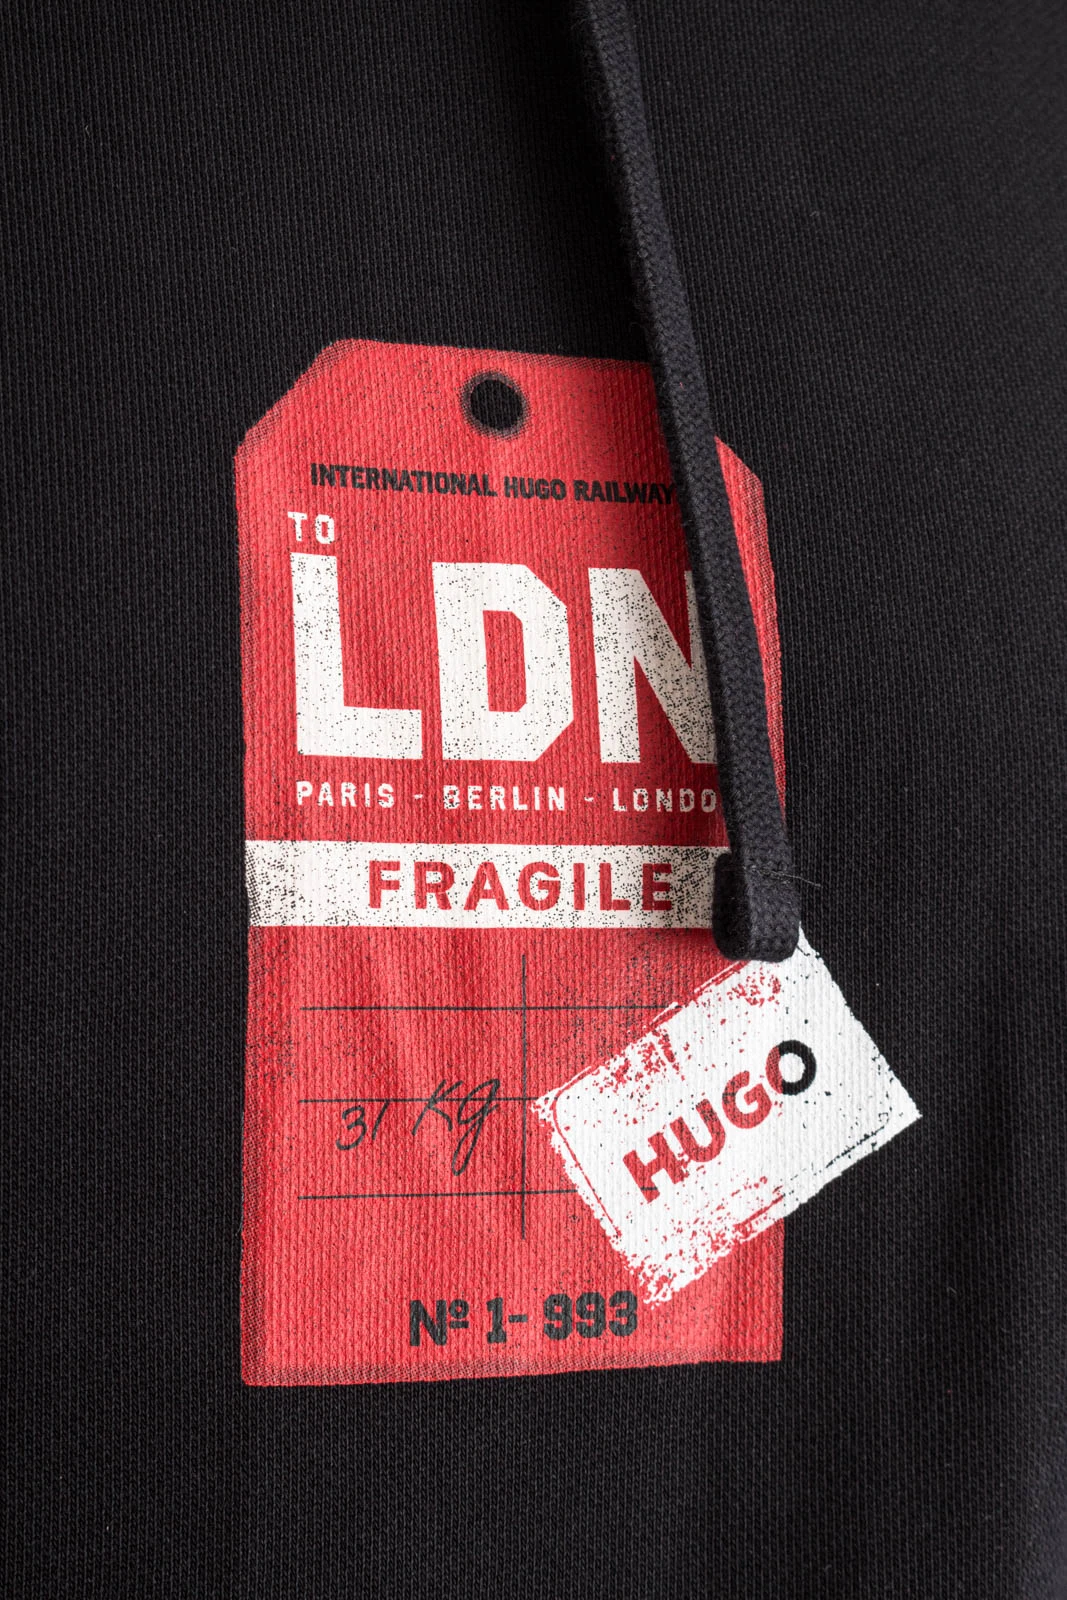 INTERNATIONAL HUGO RAILWAY
TO
LDN
PARIS - BERLIN - LONDO
FRAGILE
31 KG
HUGO
Nº 1- 993